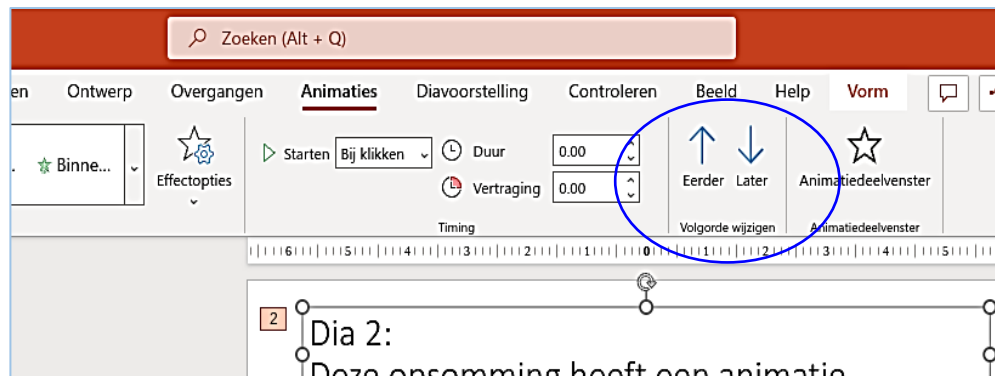 Zoeken (Alt + Q)
en Ontwerp Overgangen Animaties Diavoorstelling Controleren Beeld Help Vorm
Binne... Starten Bij klikken Duur 0.00
Vertraging 0.00
Effectopties Eerder Later Animatiedeelvenster
Timing Volgorde wijzigen Animatiedeelvenster
6 5 4 3 2 1 0 1 2 3 4 5
2
Dia 2:
Deze opsomming heeft een animatie